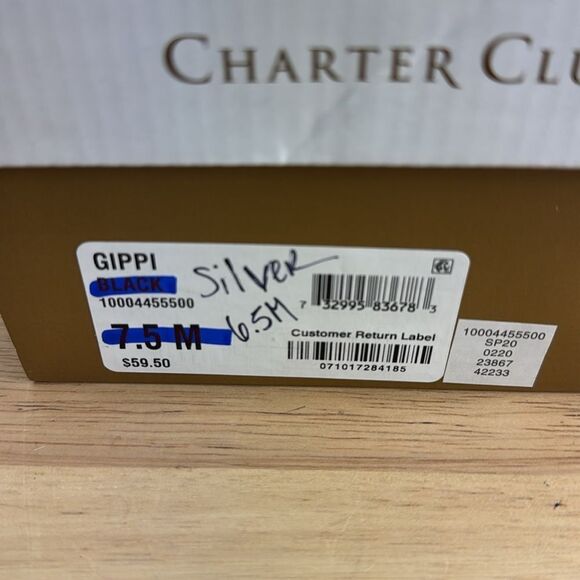 CHARTER CLU
GIPPI
BLACK
Silver
10004455500
7.5 M
6.5M
$59.50
7 32995 83678 3
Customer Return Label
071017284185
10004455500
SP20
0220
23867
42233